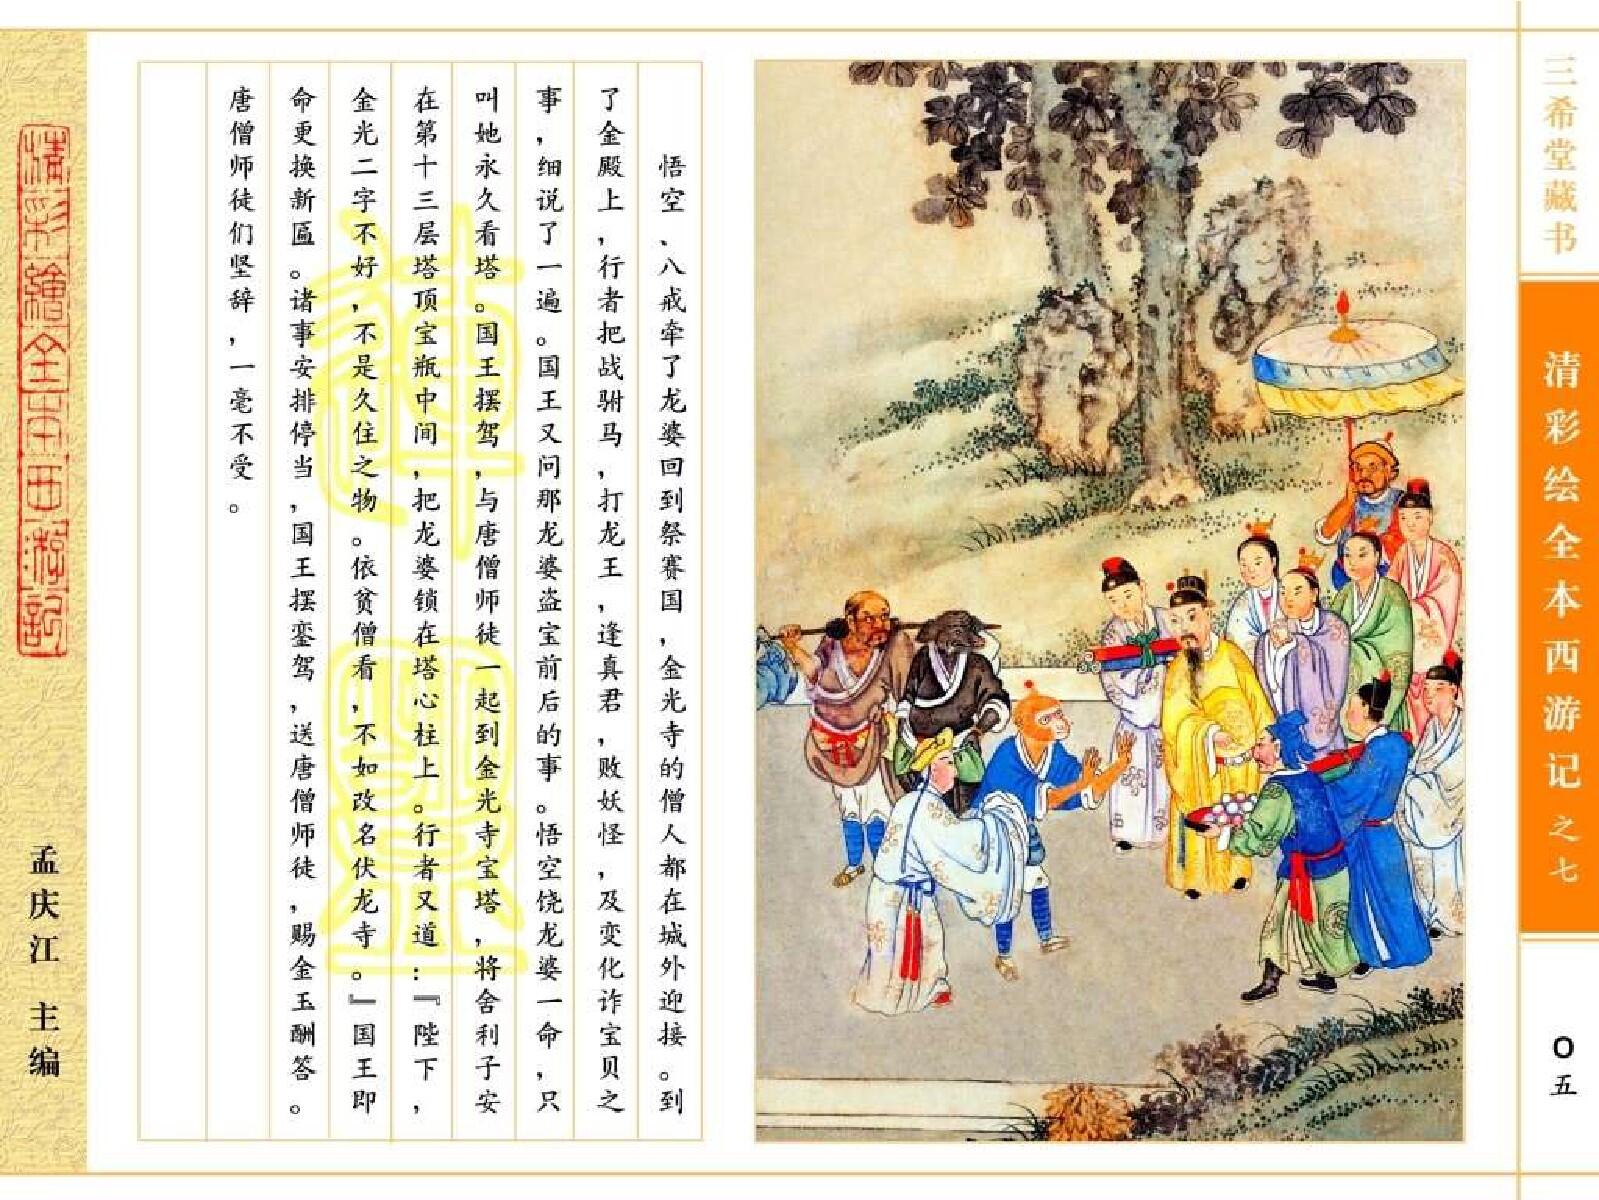 三希堂藏书
清彩绘全本西游记之七
〇五
悟空、八戒牵了龙婆回到祭赛国，金光寺的僧人都在城外迎接。到
了金殿上，行者把战驸马，打龙王，逢真君，败妖怪，及变化诈宝贝之
事，细说了一遍。国王又问那龙婆盗宝前后的事。悟空饶龙婆一命，只
叫她永久看塔。国王摆驾，与唐僧师徒一起到金光寺宝塔，将舍利子安
在第十三层塔顶宝瓶中间，把龙婆锁在塔心柱上。行者又道：『陛下，
金光二字不好，不是久住之物。依贫僧看，不如改名伏龙寺。』国王即
命更换新匾。诸事安排停当，国王摆銮驾，送唐僧师徒，赐金玉酬答。
唐僧师徒们坚辞，一毫不受。
清彩繪全本西游記
孟庆江 主编